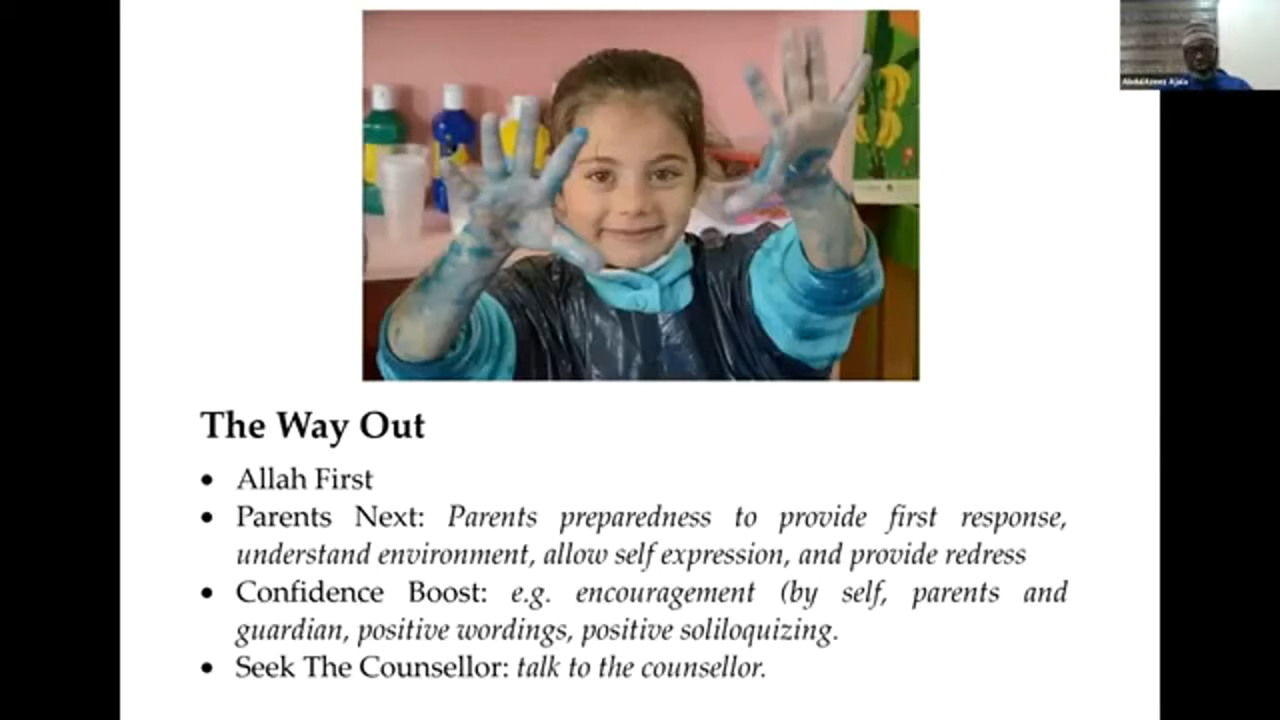 The Way Out
• Allah First
• Parents Next: Parents preparedness to provide first response,
understand environment, allow self expression, and provide redress
• Confidence Boost: e.g. encouragement (by self, parents and
guardian, positive wordings, positive soliloquizing.
• Seek The Counsellor: talk to the counsellor.